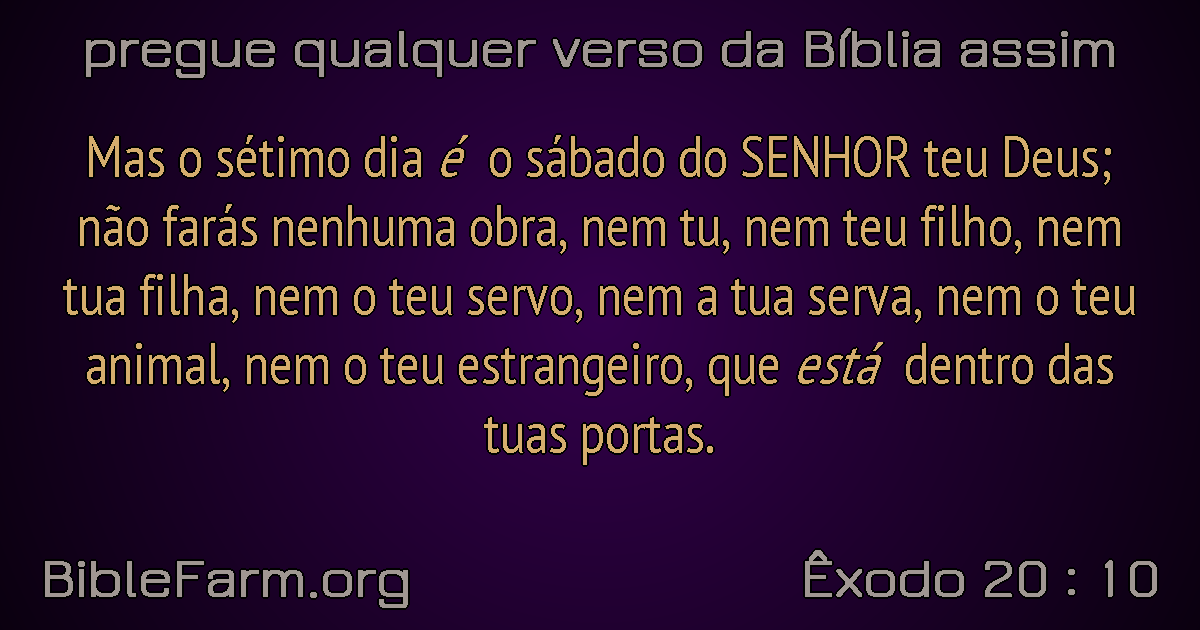 pregue qualquer verso da Bíblia assim
Mas o sétimo dia é o sábado do SENHOR teu Deus;
não farás nenhuma obra, nem tu, nem teu filho, nem
tua filha, nem o teu servo, nem a tua serva, nem o teu
animal, nem o teu estrangeiro, que está dentro das
tuas portas.
BibleFarm.org
Êxodo 20 : 10